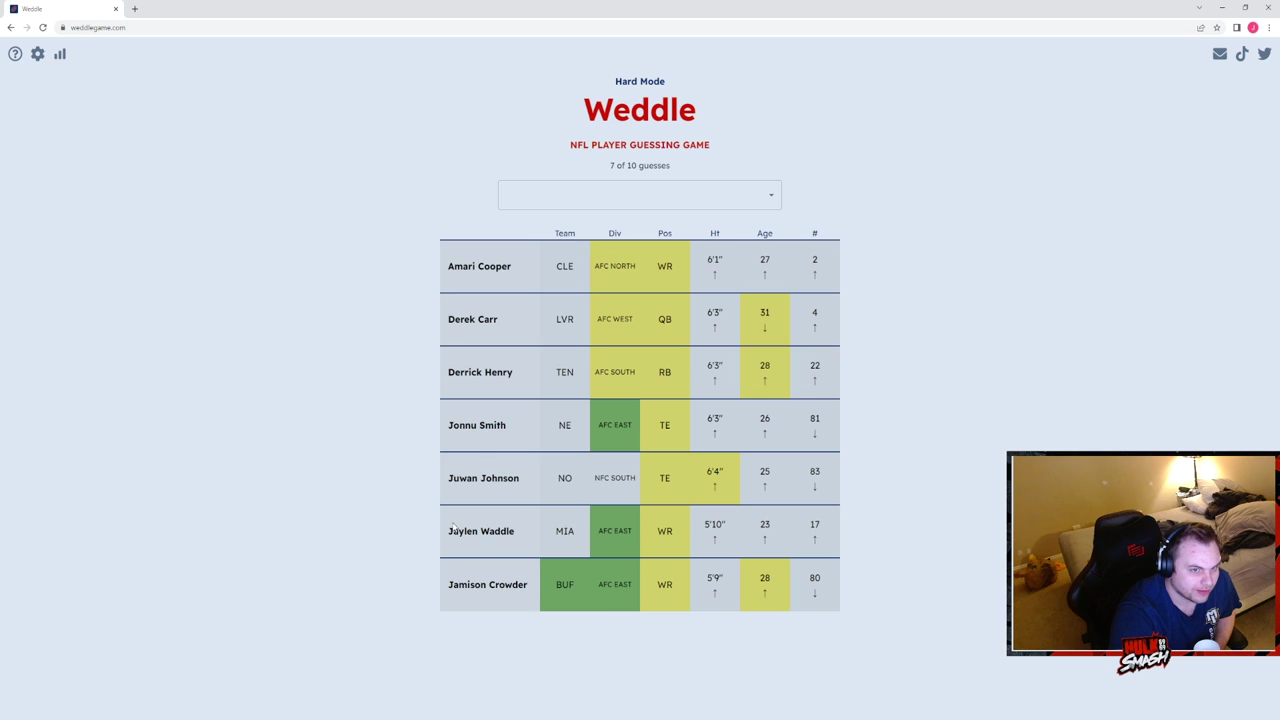 Weddle
weddlegame.com
Hard Mode
Weddle
NFL PLAYER GUESSING GAME
7 of 10 guesses
Team Div Pos Ht Age #
Amari Cooper CLE AFC NORTH WR 6'1" ↑ 27 ↑ 2 ↑
Derek Carr LVR AFC WEST QB 6'3" ↑ 31 ↓ 4 ↑
Derrick Henry TEN AFC SOUTH RB 6'3" ↑ 28 ↑ 22 ↑
Jonnu Smith NE AFC EAST TE 6'3" ↑ 26 ↑ 81 ↓
Juwan Johnson NO NFC SOUTH TE 6'4" ↑ 25 ↑ 83 ↓
Jaylen Waddle MIA AFC EAST WR 5'10" ↑ 23 ↑ 17 ↑
Jamison Crowder BUF AFC EAST WR 5'9" ↑ 28 ↑ 80 ↓
J
HULK
SMASH